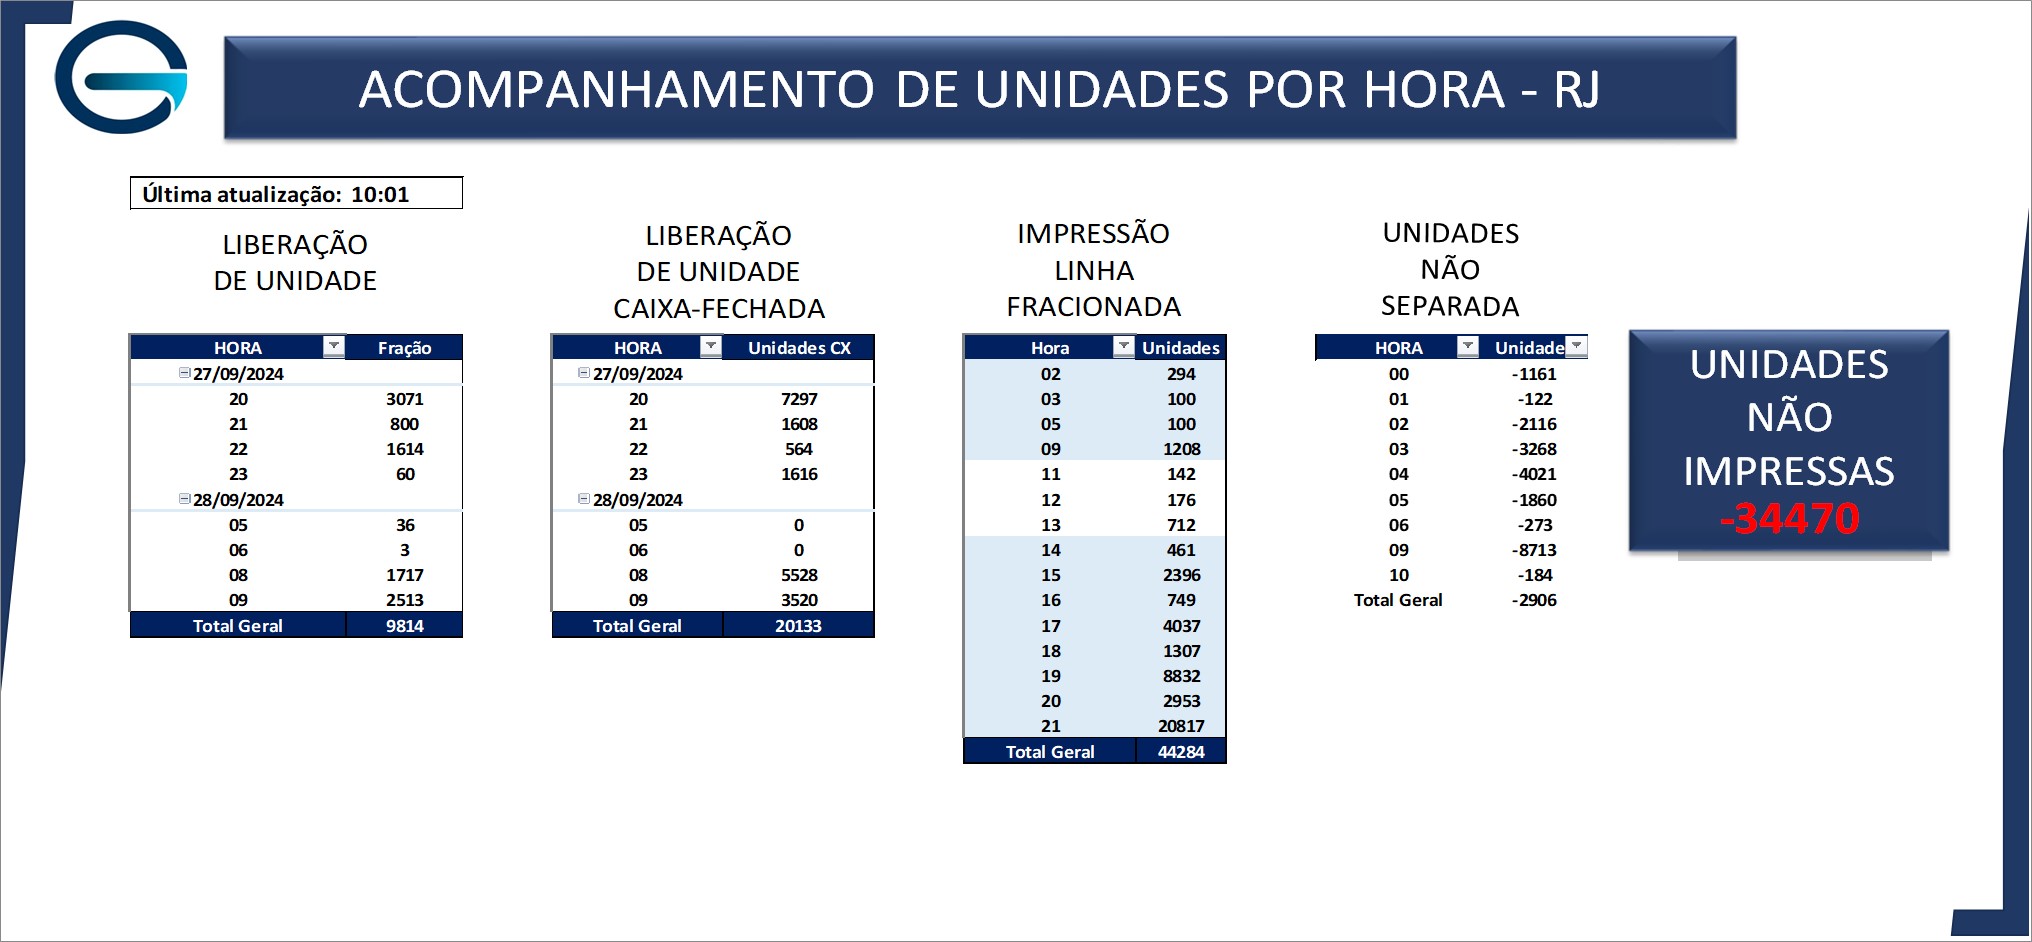 ACOMPANHAMENTO DE UNIDADES POR HORA - RJ
Última atualização: 10:01
LIBERAÇÃO
DE UNIDADE
HORA Fração
27/09/2024
20 3071
21 800
22 1614
23 60
28/09/2024
05 36
06 3
08 1717
09 2513
Total Geral 9814
LIBERAÇÃO
DE UNIDADE
CAIXA-FECHADA
HORA Unidades CX
27/09/2024
20 7297
21 1608
22 564
23 1616
28/09/2024
05 0
06 0
08 5528
09 3520
Total Geral 20133
IMPRESSÃO
LINHA
FRACIONADA
Hora Unidades
02 294
03 100
05 100
09 1208
11 142
12 176
13 712
14 461
15 2396
16 749
17 4037
18 1307
19 8832
20 2953
21 20817
Total Geral 44284
UNIDADES
NÃO
SEPARADA
HORA Unidade
00 -1161
01 -122
02 -2116
03 -3268
04 -4021
05 -1860
06 -273
09 -8713
10 -184
Total Geral -2906
UNIDADES
NÃO
IMPRESSAS
-34470